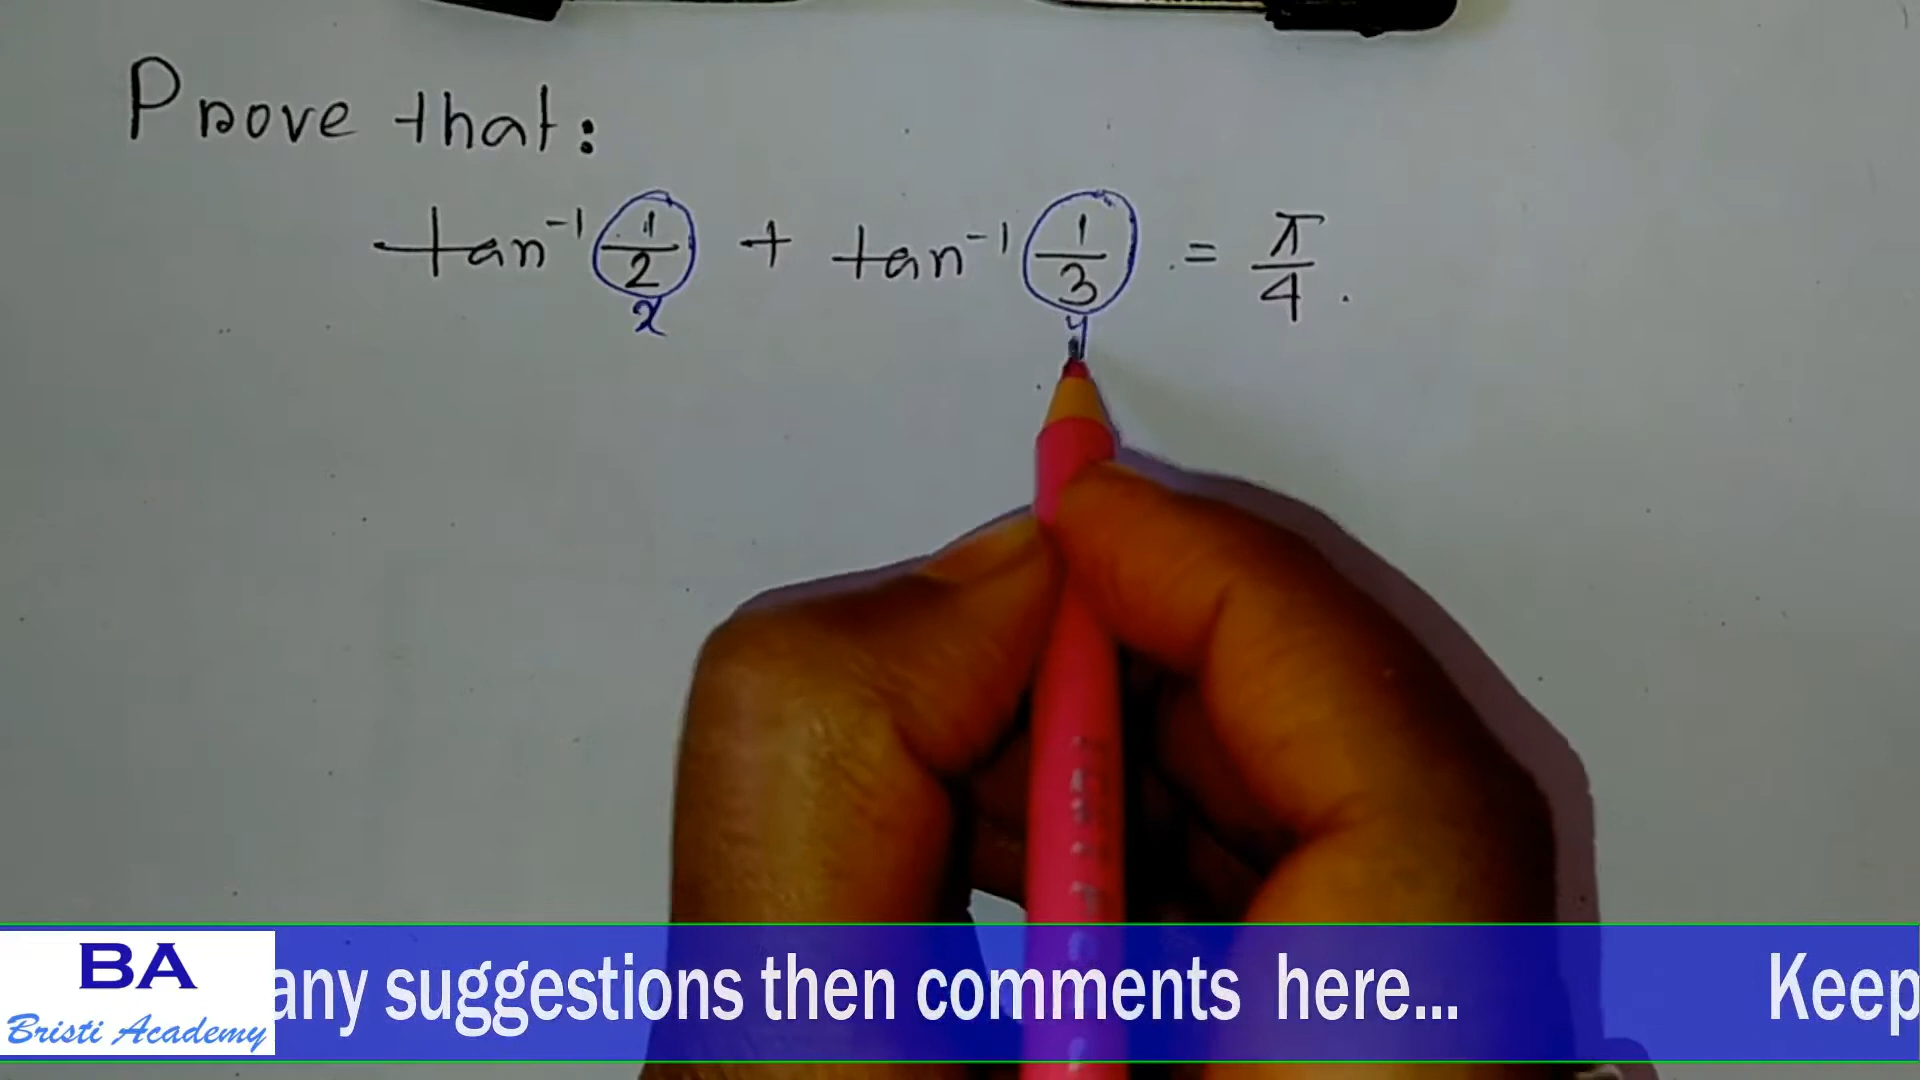 Prove that:
tan⁻¹ 1/2 + tan⁻¹ 1/3 = π/4.
x y
BA
Bristi Academy
any suggestions then comments here...
Keep